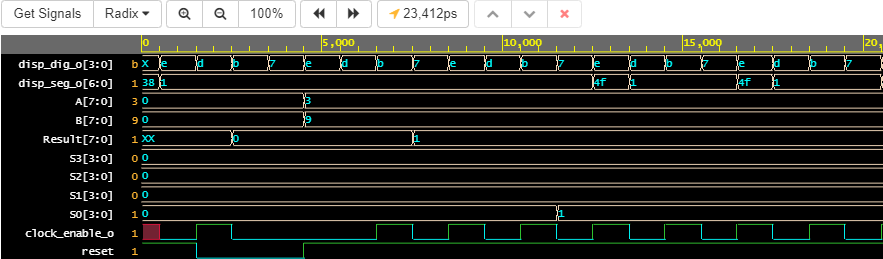 Get Signals Radix 100% 23,412ps
0 5,000 10,000 15,000 20,
disp_dig_o[3:0] b X e d b 7 e d b 7 e d b 7 e d b 7 e d b 7
disp_seg_o[6:0] 1 38 1 4f 1 4f 1
A[7:0] 3 0 3
B[7:0] 9 0 9
Result[7:0] 1 XX 0 1
S3[3:0] 0 0
S2[3:0] 0 0
S1[3:0] 0 0
S0[3:0] 1 0 1
clock_enable_o 1
reset 1